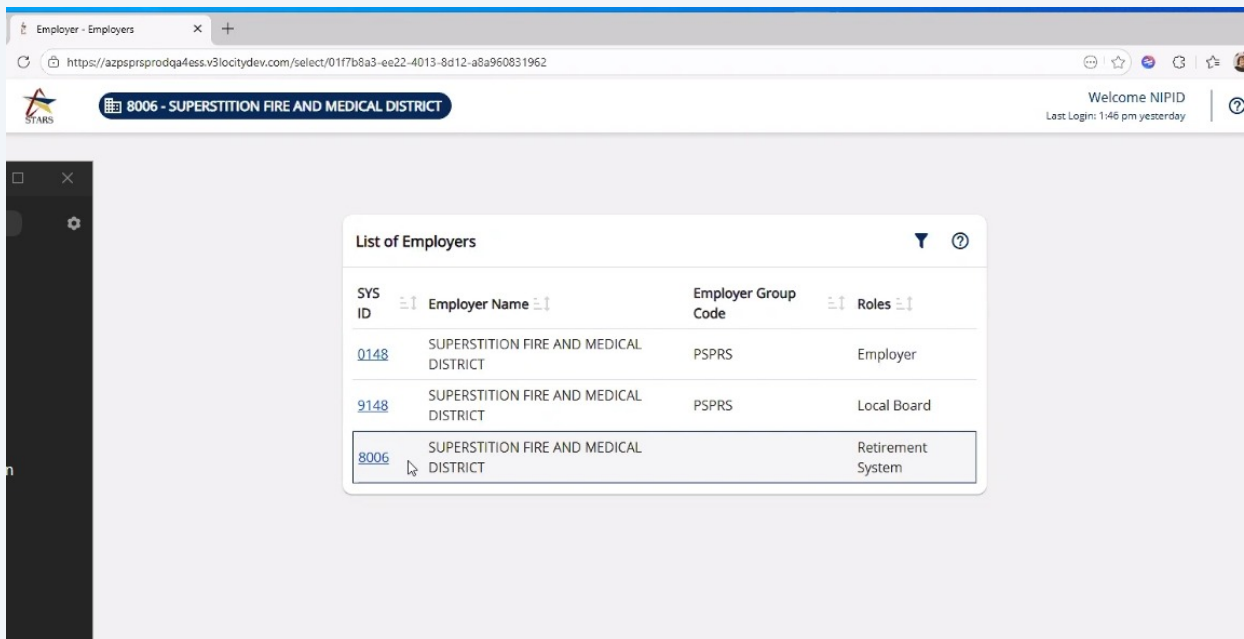 Employer - Employers
https://azpsprsprodqa4ess.v3locitydev.com/select/01f7b8a3-ee22-4013-8d12-a8a960831962
STARS
8006 - SUPERSTITION FIRE AND MEDICAL DISTRICT
Welcome NIPID
Last Login: 1:46 pm yesterday
List of Employers
SYS ID Employer Name Employer Group Code Roles
0148 SUPERSTITION FIRE AND MEDICAL DISTRICT PSPRS Employer
9148 SUPERSTITION FIRE AND MEDICAL DISTRICT PSPRS Local Board
8006 SUPERSTITION FIRE AND MEDICAL DISTRICT Retirement System
n